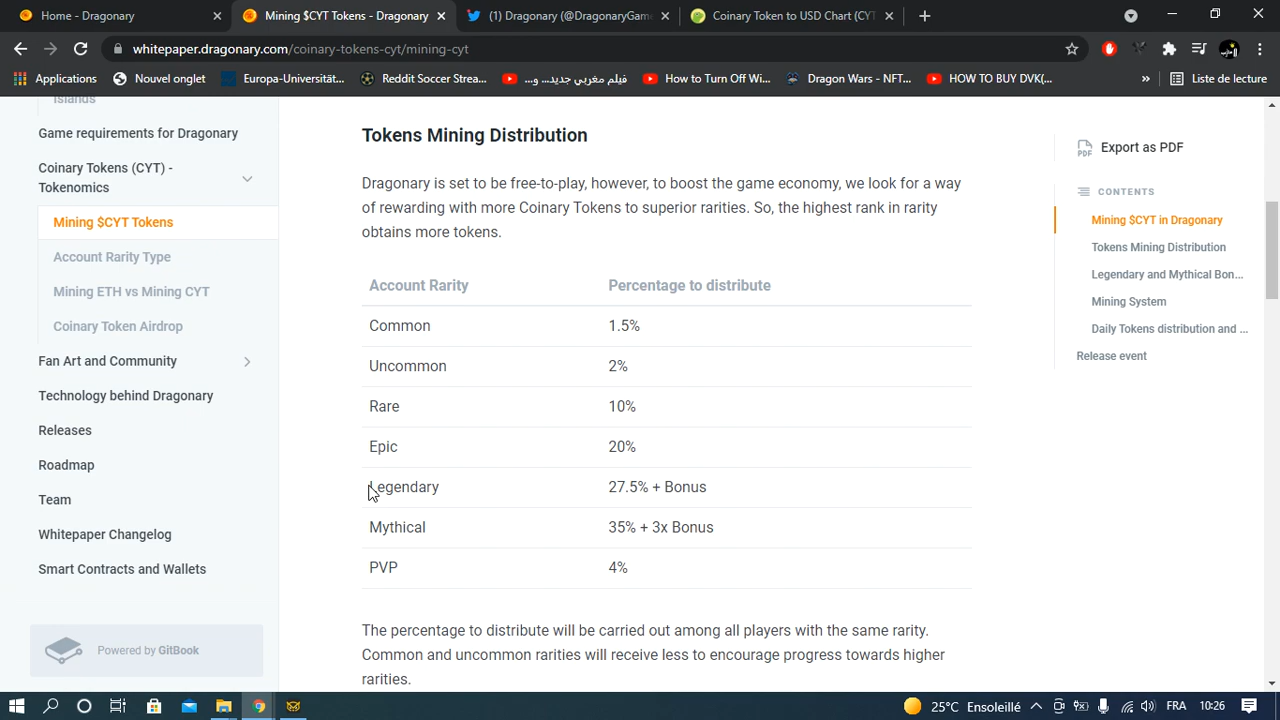 Home - Dragonary
Mining $CYT Tokens - Dragonary
(1) Dragonary (@DragonaryGam
Coinary Token to USD Chart (CYT
whitepaper.dragonary.com/coinary-tokens-cyt/mining-cyt
Applications
Nouvel onglet
Europa-Universität...
Reddit Soccer Strea...
فيلم مغربي جديد... و...
How to Turn Off Wi...
Dragon Wars - NFT...
HOW TO BUY DVK(...
»
Liste de lecture
Islands
Game requirements for Dragonary
Coinary Tokens (CYT) -
Tokenomics
Mining $CYT Tokens
Account Rarity Type
Mining ETH vs Mining CYT
Coinary Token Airdrop
Fan Art and Community
Technology behind Dragonary
Releases
Roadmap
Team
Whitepaper Changelog
Smart Contracts and Wallets
Powered by GitBook
Tokens Mining Distribution
Dragonary is set to be free-to-play, however, to boost the game economy, we look for a way
of rewarding with more Coinary Tokens to superior rarities. So, the highest rank in rarity
obtains more tokens.
Account Rarity Percentage to distribute
Common 1.5%
Uncommon 2%
Rare 10%
Epic 20%
Legendary 27.5% + Bonus
Mythical 35% + 3x Bonus
PVP 4%
The percentage to distribute will be carried out among all players with the same rarity.
Common and uncommon rarities will receive less to encourage progress towards higher
rarities.
PDF
Export as PDF
CONTENTS
Mining $CYT in Dragonary
Tokens Mining Distribution
Legendary and Mythical Bon...
Mining System
Daily Tokens distribution and ...
Release event
25°C Ensoleillé
FRA
10:26